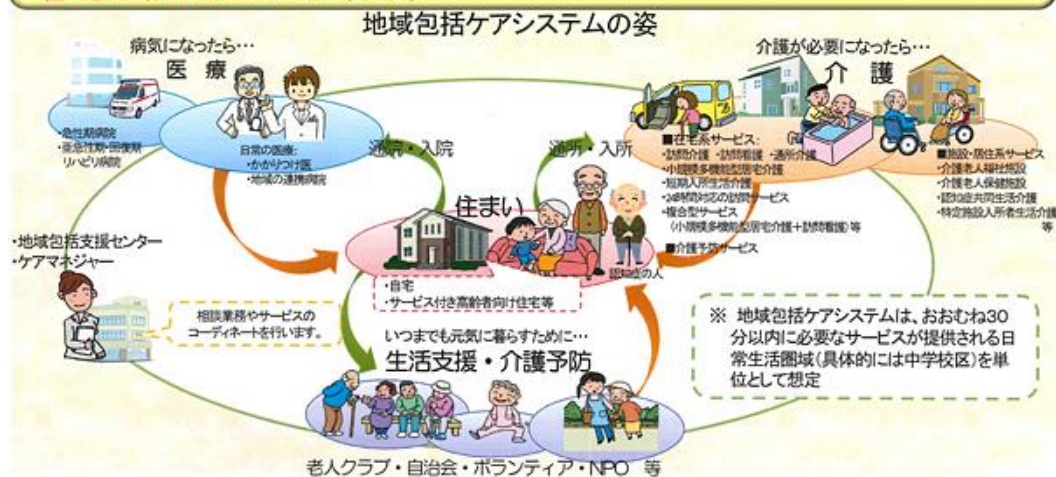 地域包括ケアシステムの姿
病気になったら…
医 療
介護が必要になったら…
介 護
・急性期病院
・亜急性期・回復期
リハビリ病院
日常の医療:
・かかりつけ医
・地域の連携病院
通院・入院
通所・入所
■在宅系サービス:
・訪問介護 ・訪問看護 ・通所介護
・小規模多機能型居宅介護
・短期入所生活介護
・24時間対応の訪問サービス
・複合型サービス
(小規模多機能型居宅介護+訪問看護)等
■介護予防サービス
■施設・居住系サービス
・介護老人福祉施設
・介護老人保健施設
・認知症共同生活介護
・特定施設入所者生活介護
等
住まい
認知症の人
・自宅
・サービス付き高齢者向け住宅等
・地域包括支援センター
・ケアマネジャー
相談業務やサービスの
コーディネートを行います。
いつまでも元気に暮らすために…
生活支援・介護予防
老人クラブ・自治会・ボランティア・NPO 等
※ 地域包括ケアシステムは、おおむね30
分以内に必要なサービスが提供される日
常生活圏域(具体的には中学校区)を単
位として想定